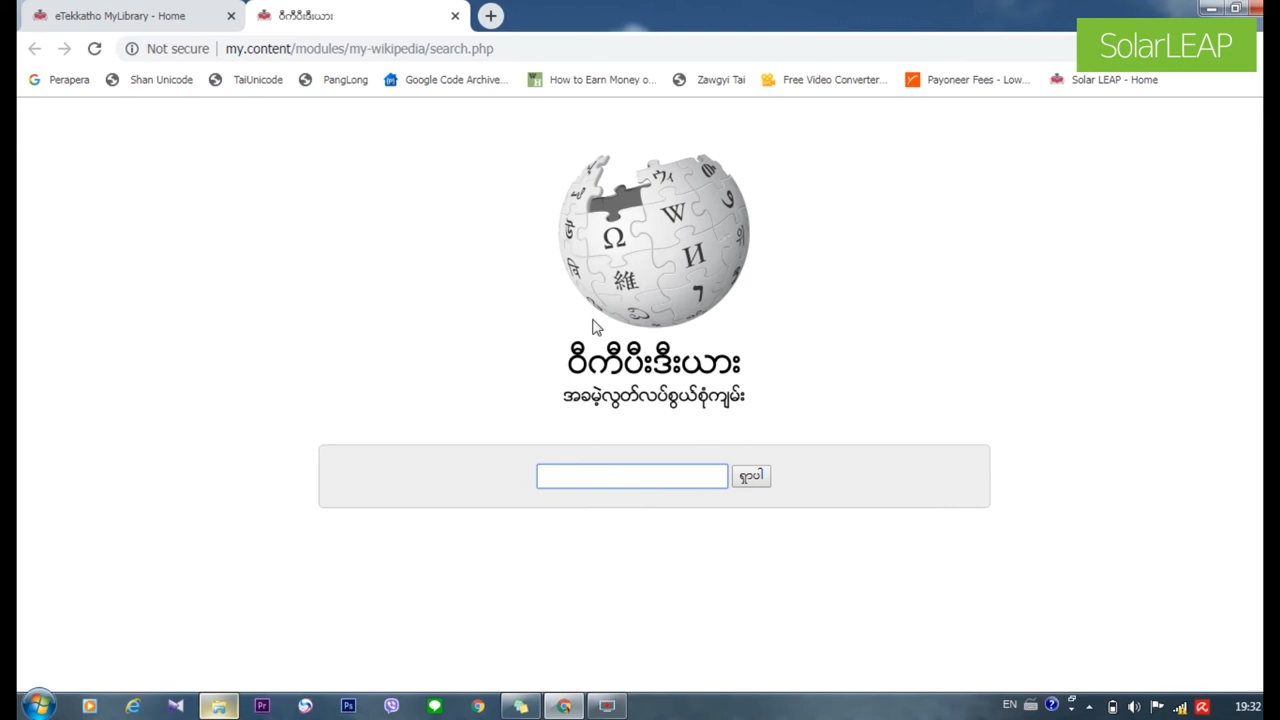 eTekkatho MyLibrary - Home
ဝီကီပီးဒီးယား
Not secure
my.content/modules/my-wikipedia/search.php
SolarLEAP
Perapera
Shan Unicode
TaiUnicode
PangLong
Google Code Archive...
How to Earn Money o...
Zawgyi Tai
Free Video Converter...
Payoneer Fees - Low...
Solar LEAP - Home
ဝီကီပီးဒီးယား
အခမဲ့လွတ်လပ်စွယ်စုံကျမ်း
ရှာပါ
EN
19:32